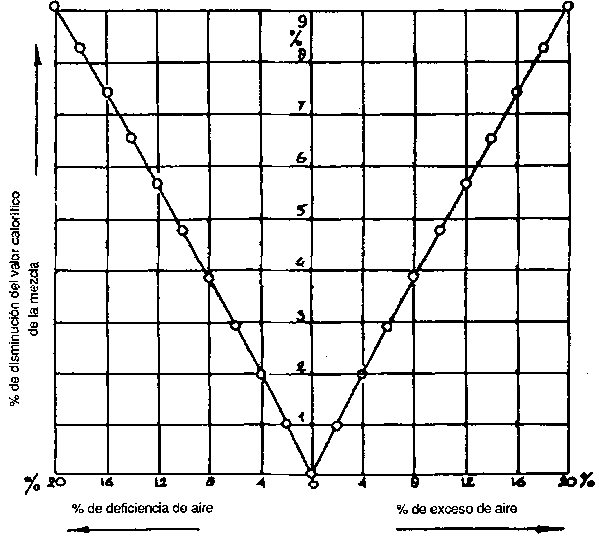 9
%
8
7
6
5
4
3
2
1
% de disminución del valor calorífico
de la mezcla
% 20 16 12 8 4 0 4 8 12 16 20 %
% de deficiencia de aire
% de exceso de aire